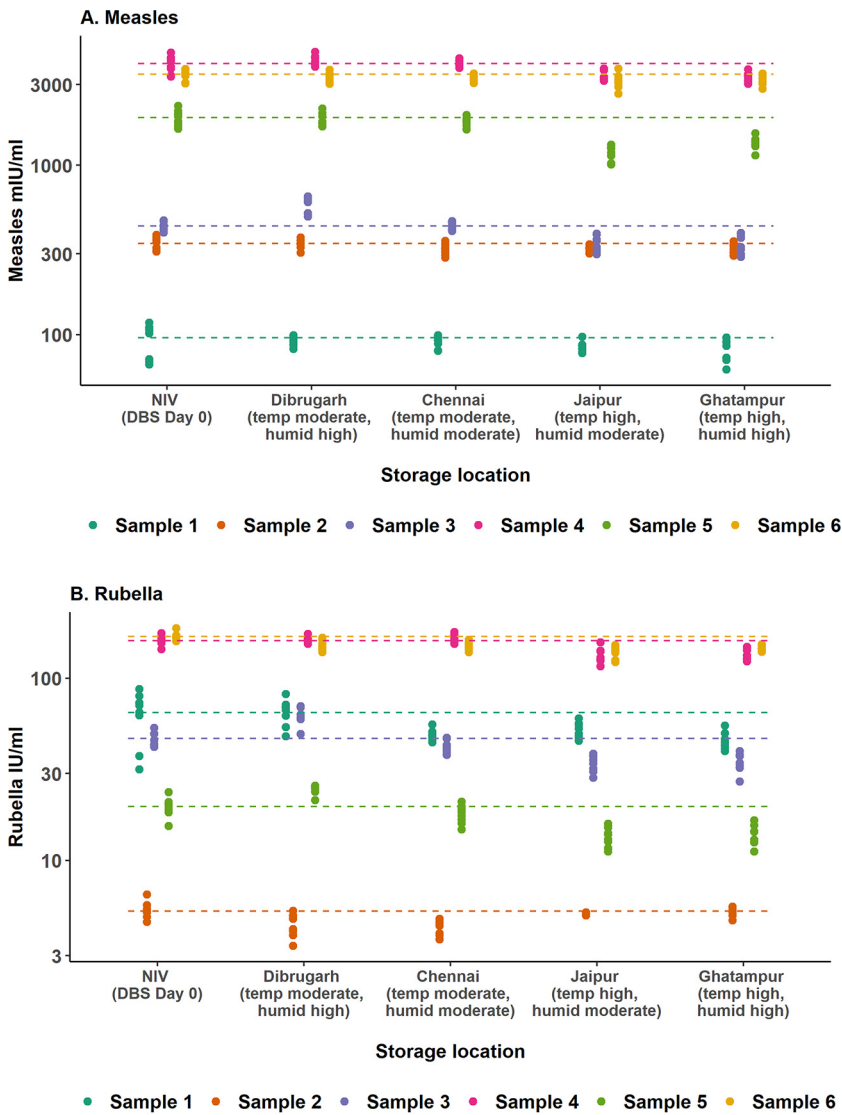 A. Measles
3000
1000
300
100
Measles mIU/ml
NIV
(DBS Day 0)
Dibrugarh
(temp moderate,
humid high)
Chennai
(temp moderate,
humid moderate)
Jaipur
(temp high,
humid moderate)
Ghatampur
(temp high,
humid high)
Storage location
Sample 1 Sample 2 Sample 3 Sample 4 Sample 5 Sample 6
B. Rubella
100
30
10
3
Rubella IU/ml
NIV
(DBS Day 0)
Dibrugarh
(temp moderate,
humid high)
Chennai
(temp moderate,
humid moderate)
Jaipur
(temp high,
humid moderate)
Ghatampur
(temp high,
humid high)
Storage location
Sample 1 Sample 2 Sample 3 Sample 4 Sample 5 Sample 6